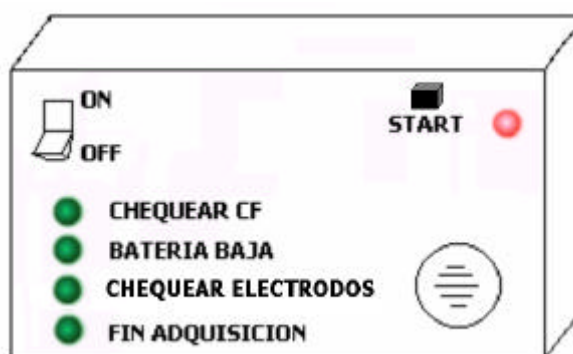 ON
START
OFF
CHEQUEAR CF
BATERIA BAJA
CHEQUEAR ELECTRODOS
FIN ADQUISICION